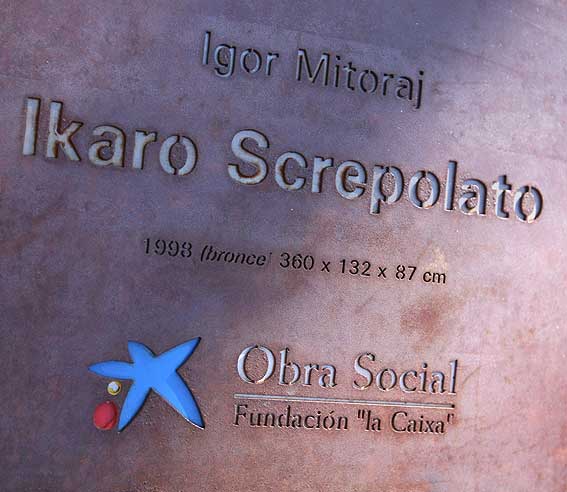 Igor Mitoraj
Ikaro Screpolato
1998 (bronce) 360 x 132 x 87 cm
Obra Social
Fundación "la Caixa"